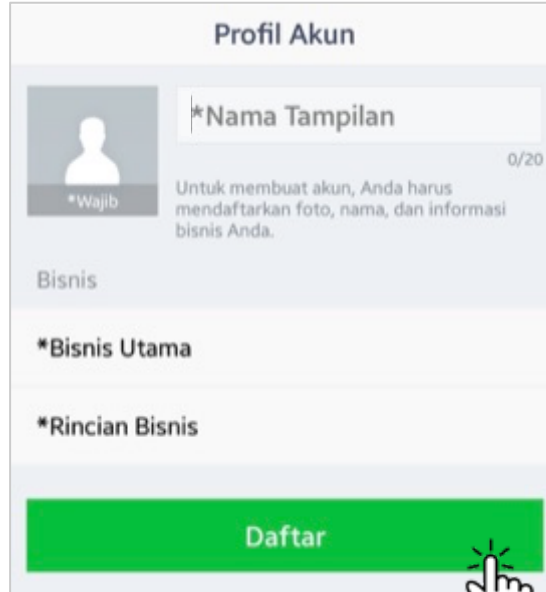 Profil Akun
*Nama Tampilan
0/20
*Wajib
Untuk membuat akun, Anda harus
mendaftarkan foto, nama, dan informasi
bisnis Anda.
Bisnis
*Bisnis Utama
*Rincian Bisnis
Daftar